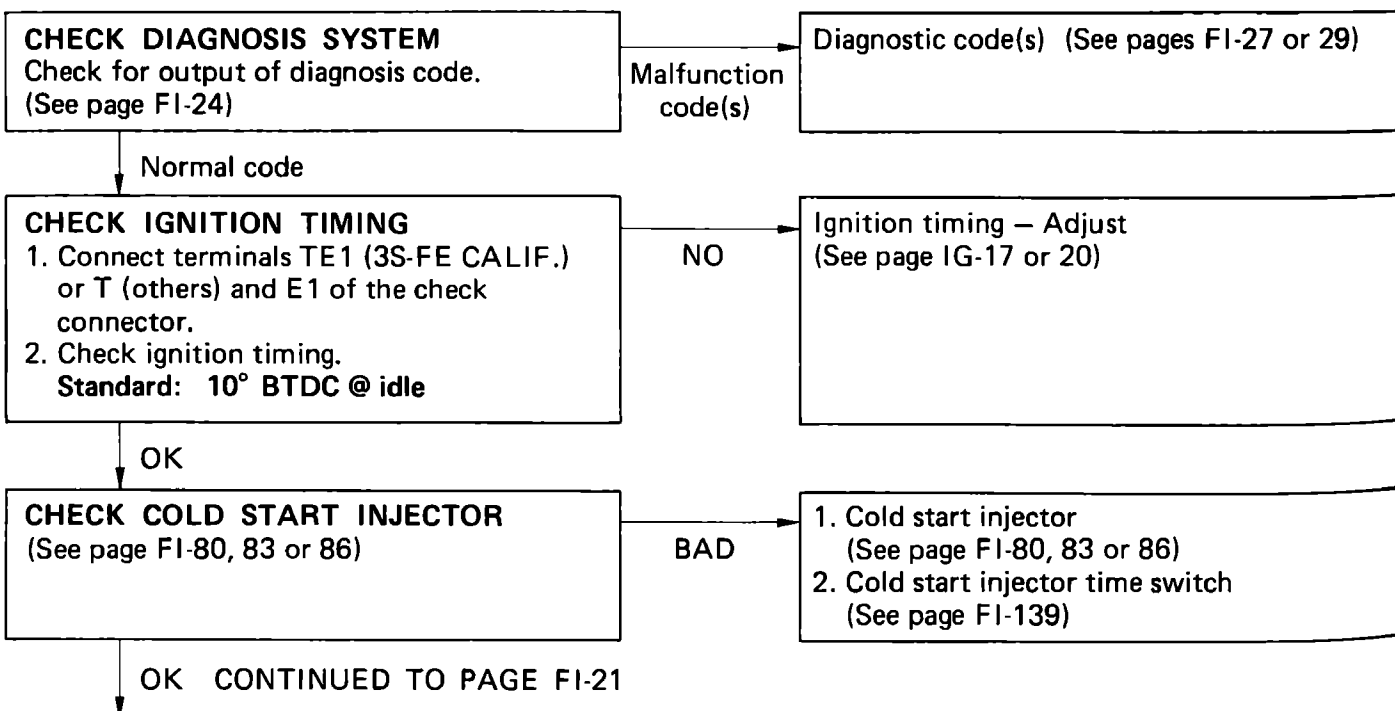 CHECK DIAGNOSIS SYSTEM
Check for output of diagnosis code.
(See page FI-24)
Malfunction
code(s)
Diagnostic code(s) (See pages FI-27 or 29)
Normal code
CHECK IGNITION TIMING
1. Connect terminals TE1 (3S-FE CALIF.)
or T (others) and E1 of the check
connector.
2. Check ignition timing.
Standard: 10° BTDC @ idle
NO
Ignition timing — Adjust
(See page IG-17 or 20)
OK
CHECK COLD START INJECTOR
(See page FI-80, 83 or 86)
BAD
1. Cold start injector
(See page FI-80, 83 or 86)
2. Cold start injector time switch
(See page FI-139)
OK CONTINUED TO PAGE FI-21